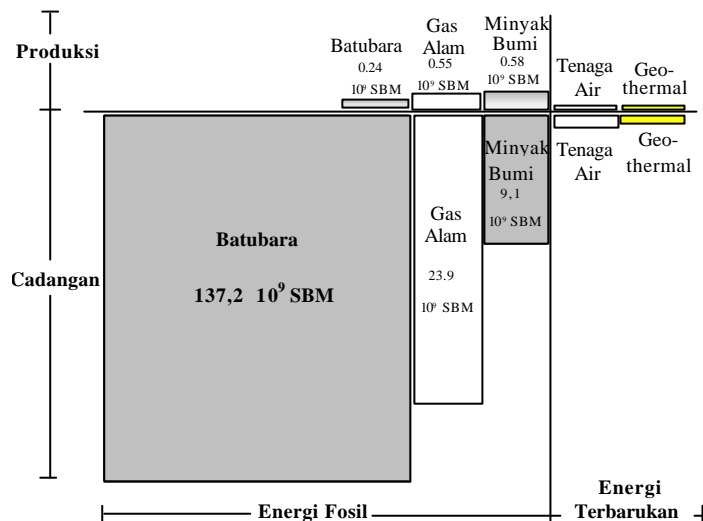 Produksi
Batubara
0.24
10⁹ SBM
Gas
Alam
0.55
10⁹ SBM
Minyak
Bumi
0.58
10⁹ SBM
Tenaga
Air
Geo-
thermal
Cadangan
Batubara
137,2 10⁹ SBM
Gas
Alam
23.9
10⁹ SBM
Minyak
Bumi
9,1
10⁹ SBM
Tenaga
Air
Geo-
thermal
Energi Fosil
Energi
Terbarukan